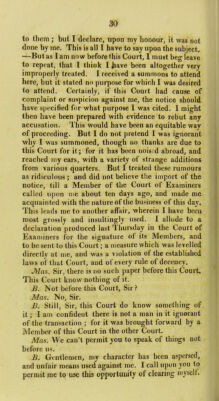 30
to them; but I declare, upon my honour, it was not
done by me. This is all I have to say upon the subject.
—But as I am now before this Court, I must beg leave
to repeat, that I think I have been altogether very
improperly treated. I received a summons to attend
here, but it stated no purpose for which I was desired
to attend. Certainly, if this Court had cause of
complaint or suspicion against me, the notice should
have specified for what purpose I was cited. I might
then have been prepared with evidence to rebut any
accusation. This would have been an equitable way
of proceeding. But I do not pretend I was ignorant
why I was summoned, though no thanks are due to
this Court for it; for it has been noised abroad, and
reached my ears, with a variety of strange additions
from various quarters. But I treated these rumours
as ridiculous; and did not believe the import of the
notice, till a Member of the Court of Examiners
called upon me about ten days ago, and made me
acquainted with the nature of the business of this day.
This leads me to another affair, wherein I have been
most grossly and insultingly used. I allude to a
declaration produced last Thursday in the Court of
Examiners for the signature of its Members, and
to be sent to this Court; a measure which was levelled
directly at me, and was a violation of the established
laws of that Court, and of every rule of decency.
Mas. Sir, there is no such paper before this Court.
This Court know nothing of it.
B. Not before this Court, Sir?
Mas. No, Sir.
B. Still, Sir, this Court do know something of
it; I am confident there is not a man in it ignorant
of the transaction; for it was brought forward by a
Member of this Court in the other Court.
Mas. We can't permit you to speak of things not
before us.
B. Gentlemen, my character has been aspersed,
and unfair means used against me. I call upon you to
permit me to use this opportunity of clearing myself.